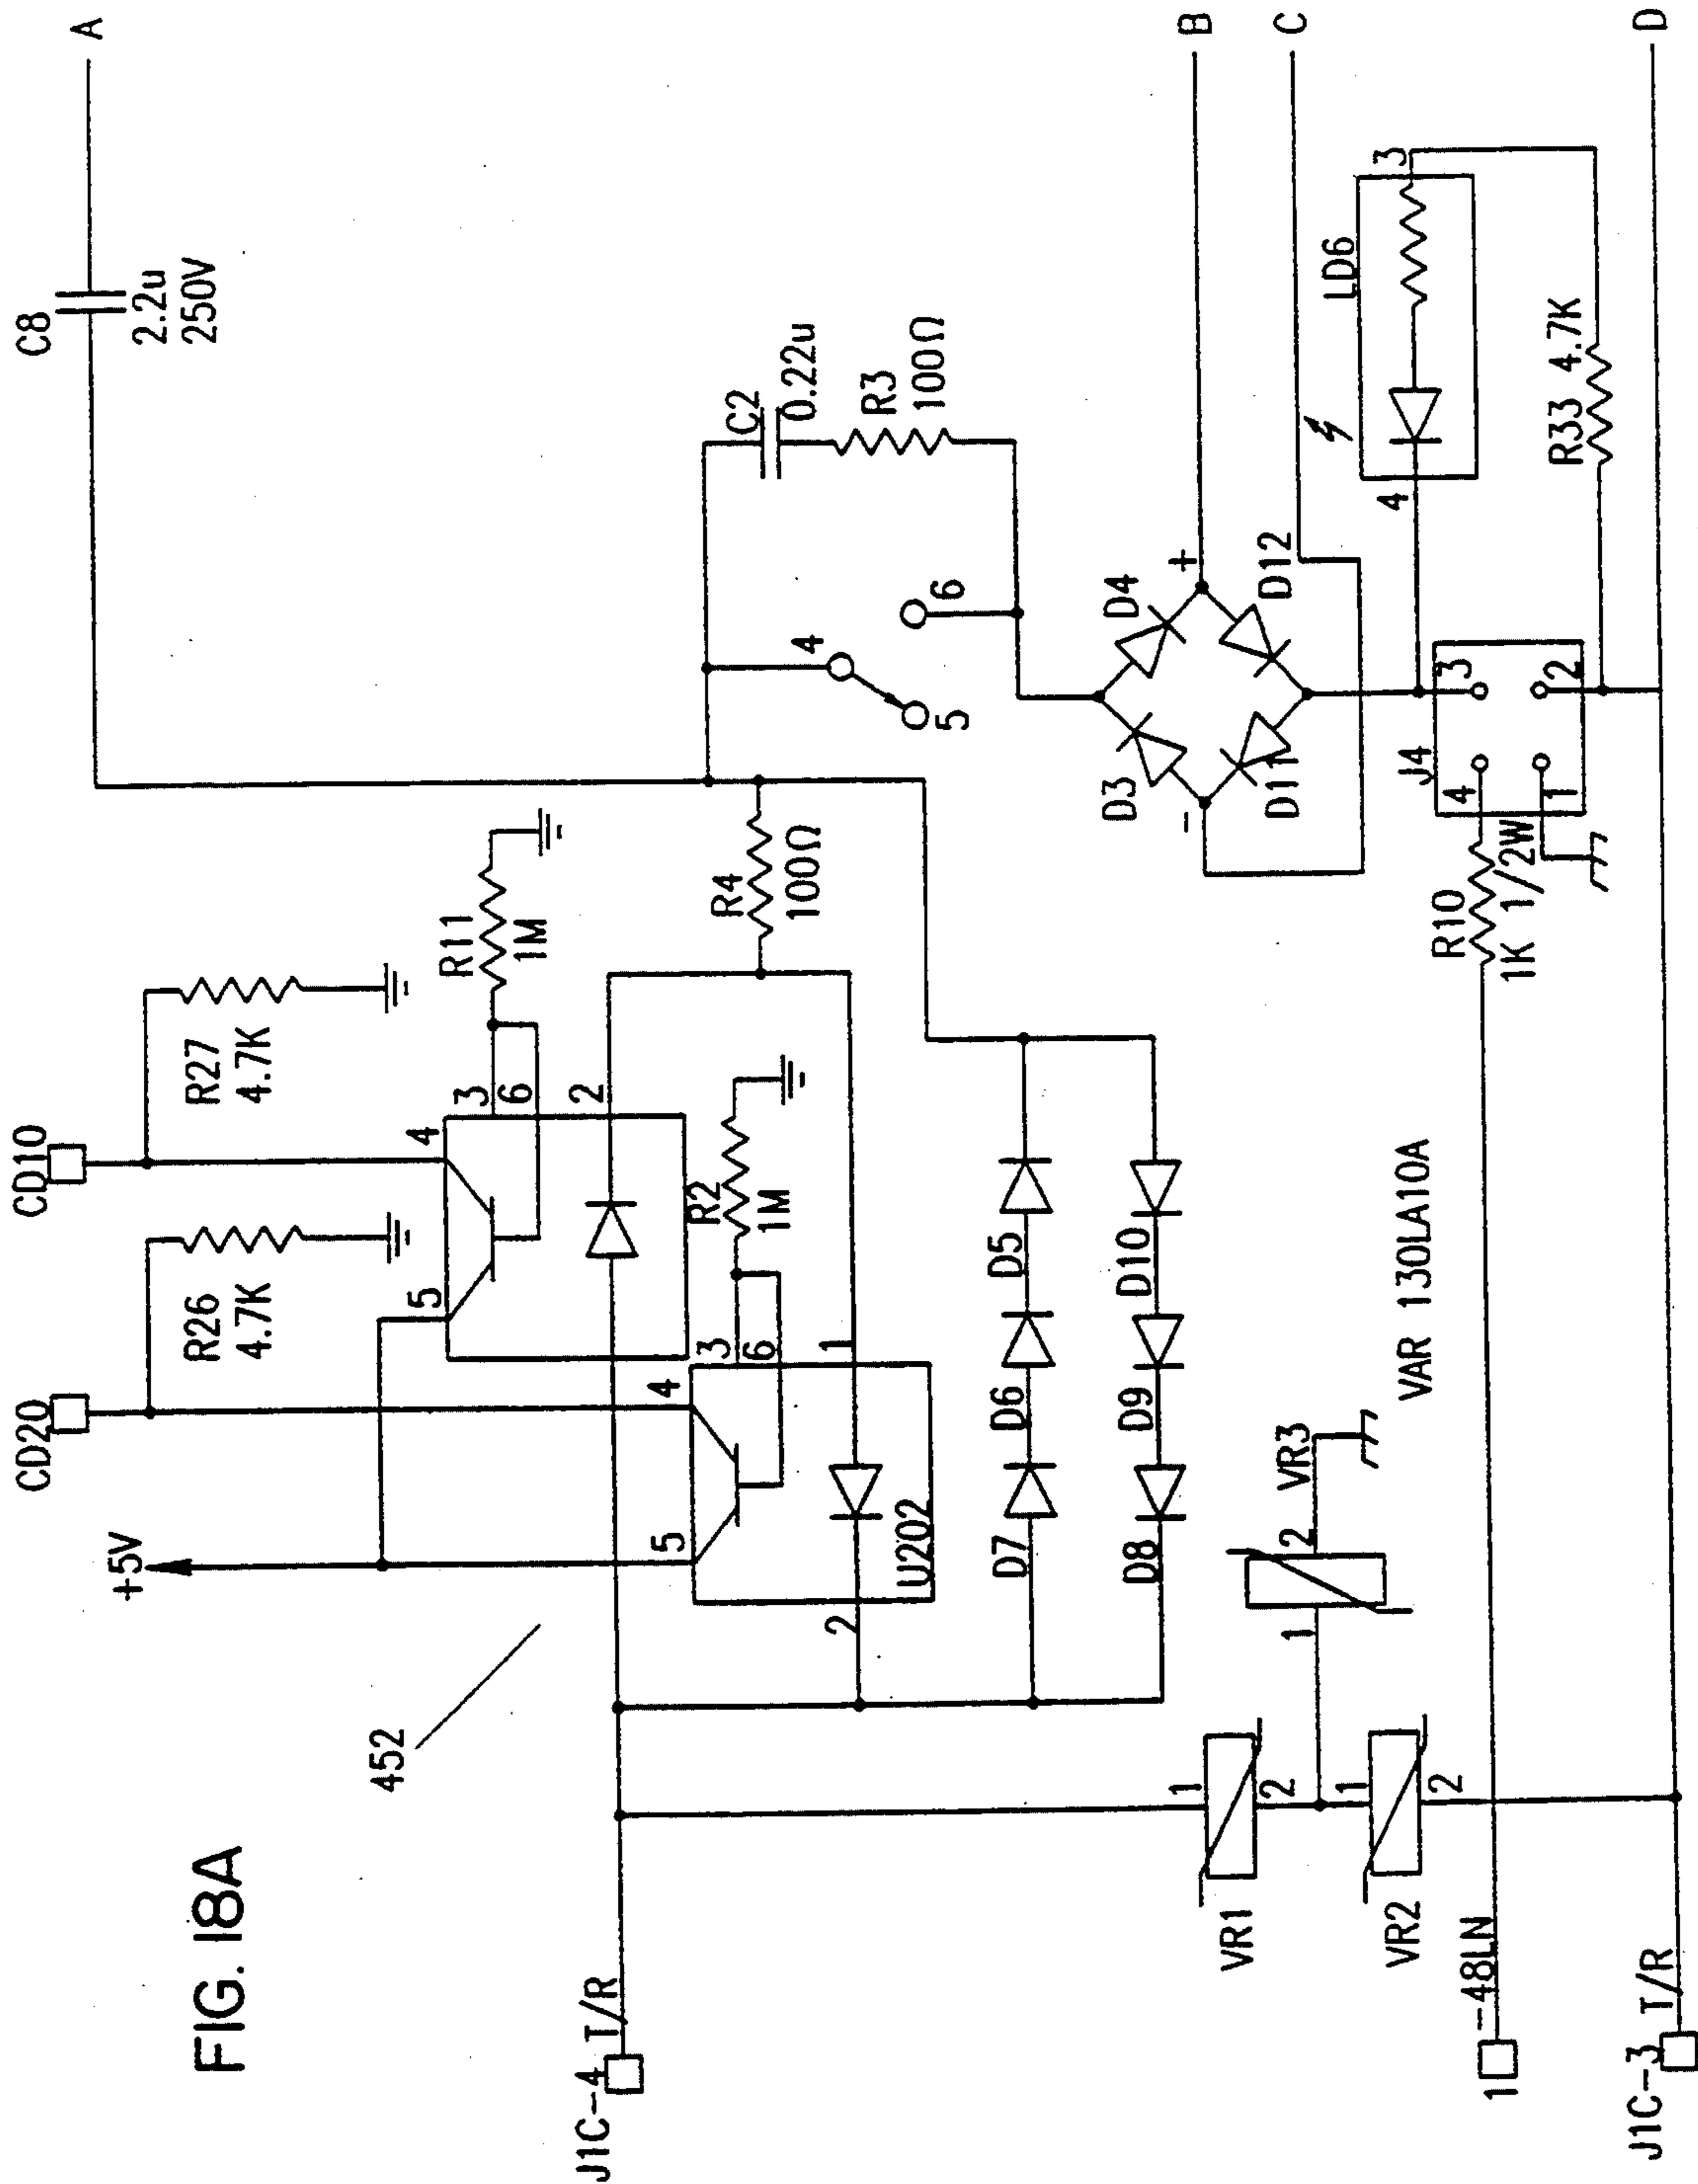 FIG. 18A
C8
2.2u
250V
A
CD20
CD10
+5V
R26
4.7K
R27
4.7K
452
5
4
3
6
2
R11
1M
5
4
3
6
2
1
U202
R2
1M
R4
100Ω
C2
0.22u
R3
100Ω
4
5
6
J1C-4
T/R
D7
D6
D5
D8
D9
D10
D3
D4
D11
D12
-
+
B
C
VR1
1
2
VR2
1
2
1
2
VR3
VAR 130LA10A
LD6
4
3
J4
4
3
1
2
R10
1K 1/2W
R33 4.7K
1
-48LN
J1C-3
T/R
D